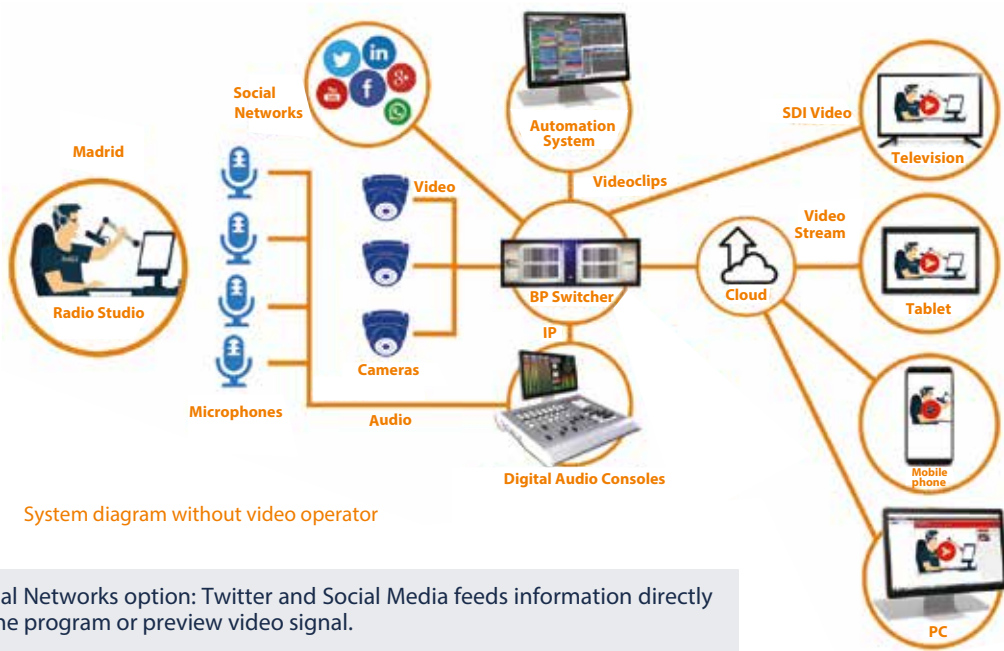 Social
Networks
Automation
System
SDI Video
Television
Madrid
Video
Videoclips
Video
Stream
Radio Studio
BP Switcher
Cloud
Tablet
IP
Cameras
Microphones
Audio
Digital Audio Consoles
Mobile
phone
System diagram without video operator
al Networks option: Twitter and Social Media feeds information directly
ne program or preview video signal.
PC